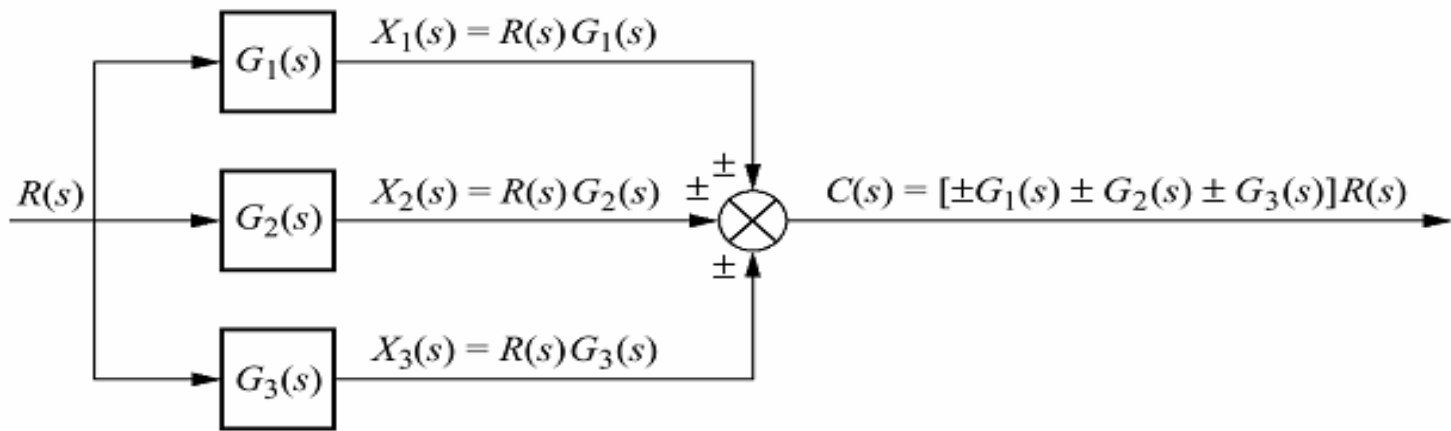 G₁(s)
X₁(s) = R(s)G₁(s)
±
R(s)
G₂(s)
X₂(s) = R(s)G₂(s)
±
C(s) = [±G₁(s) ± G₂(s) ± G₃(s)]R(s)
±
G₃(s)
X₃(s) = R(s)G₃(s)